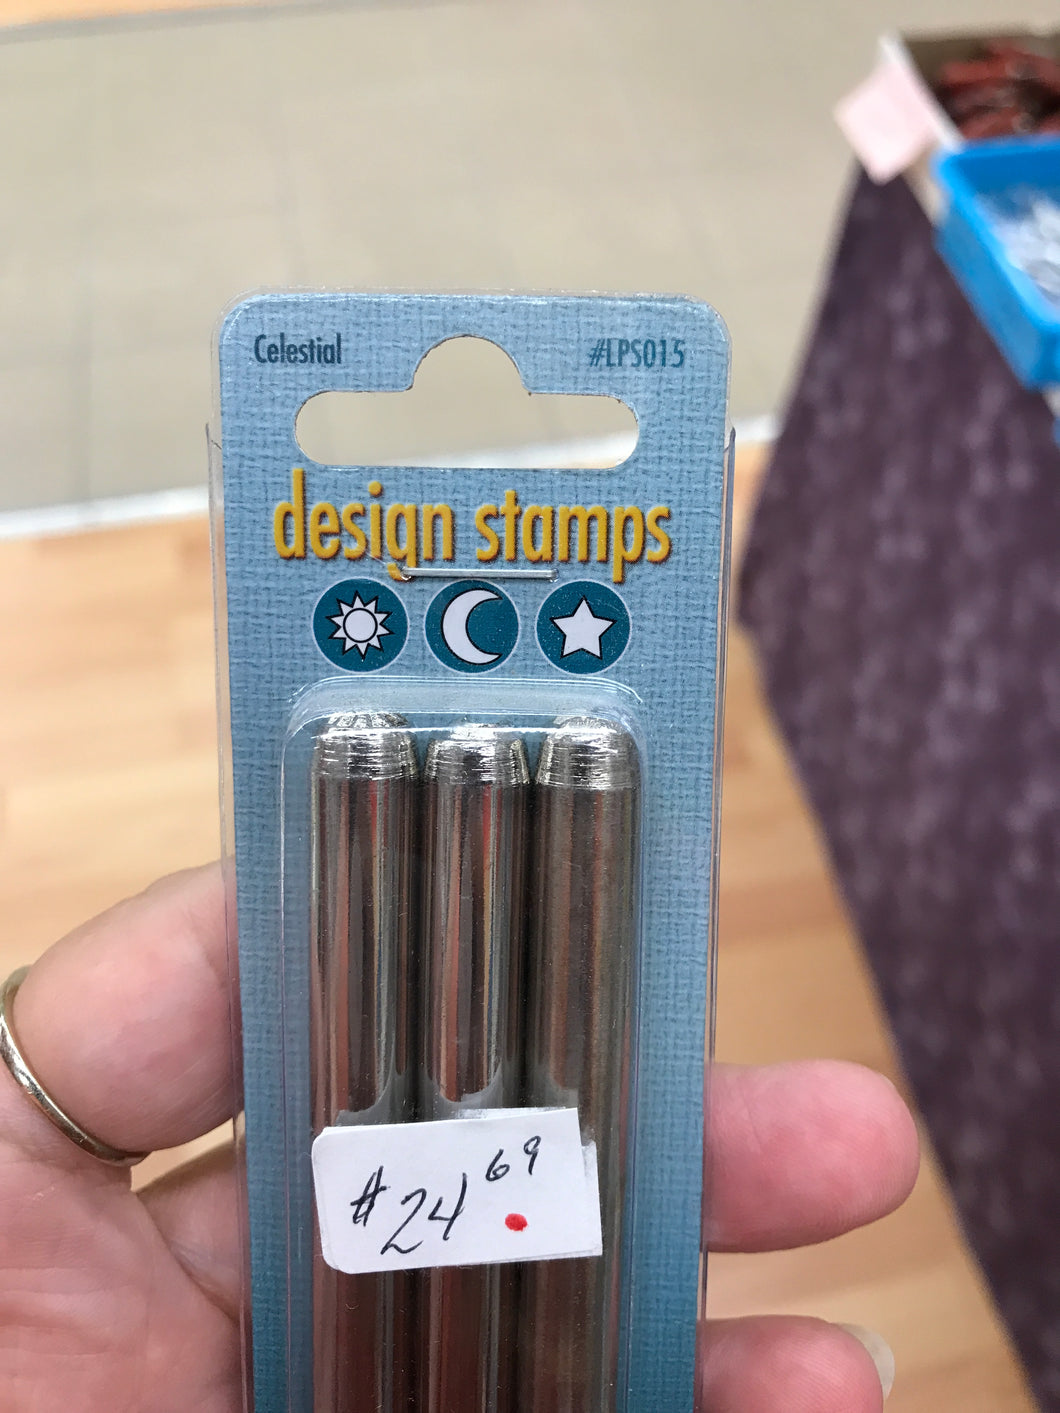 Celestial #LPS015
design stamps
#24 69